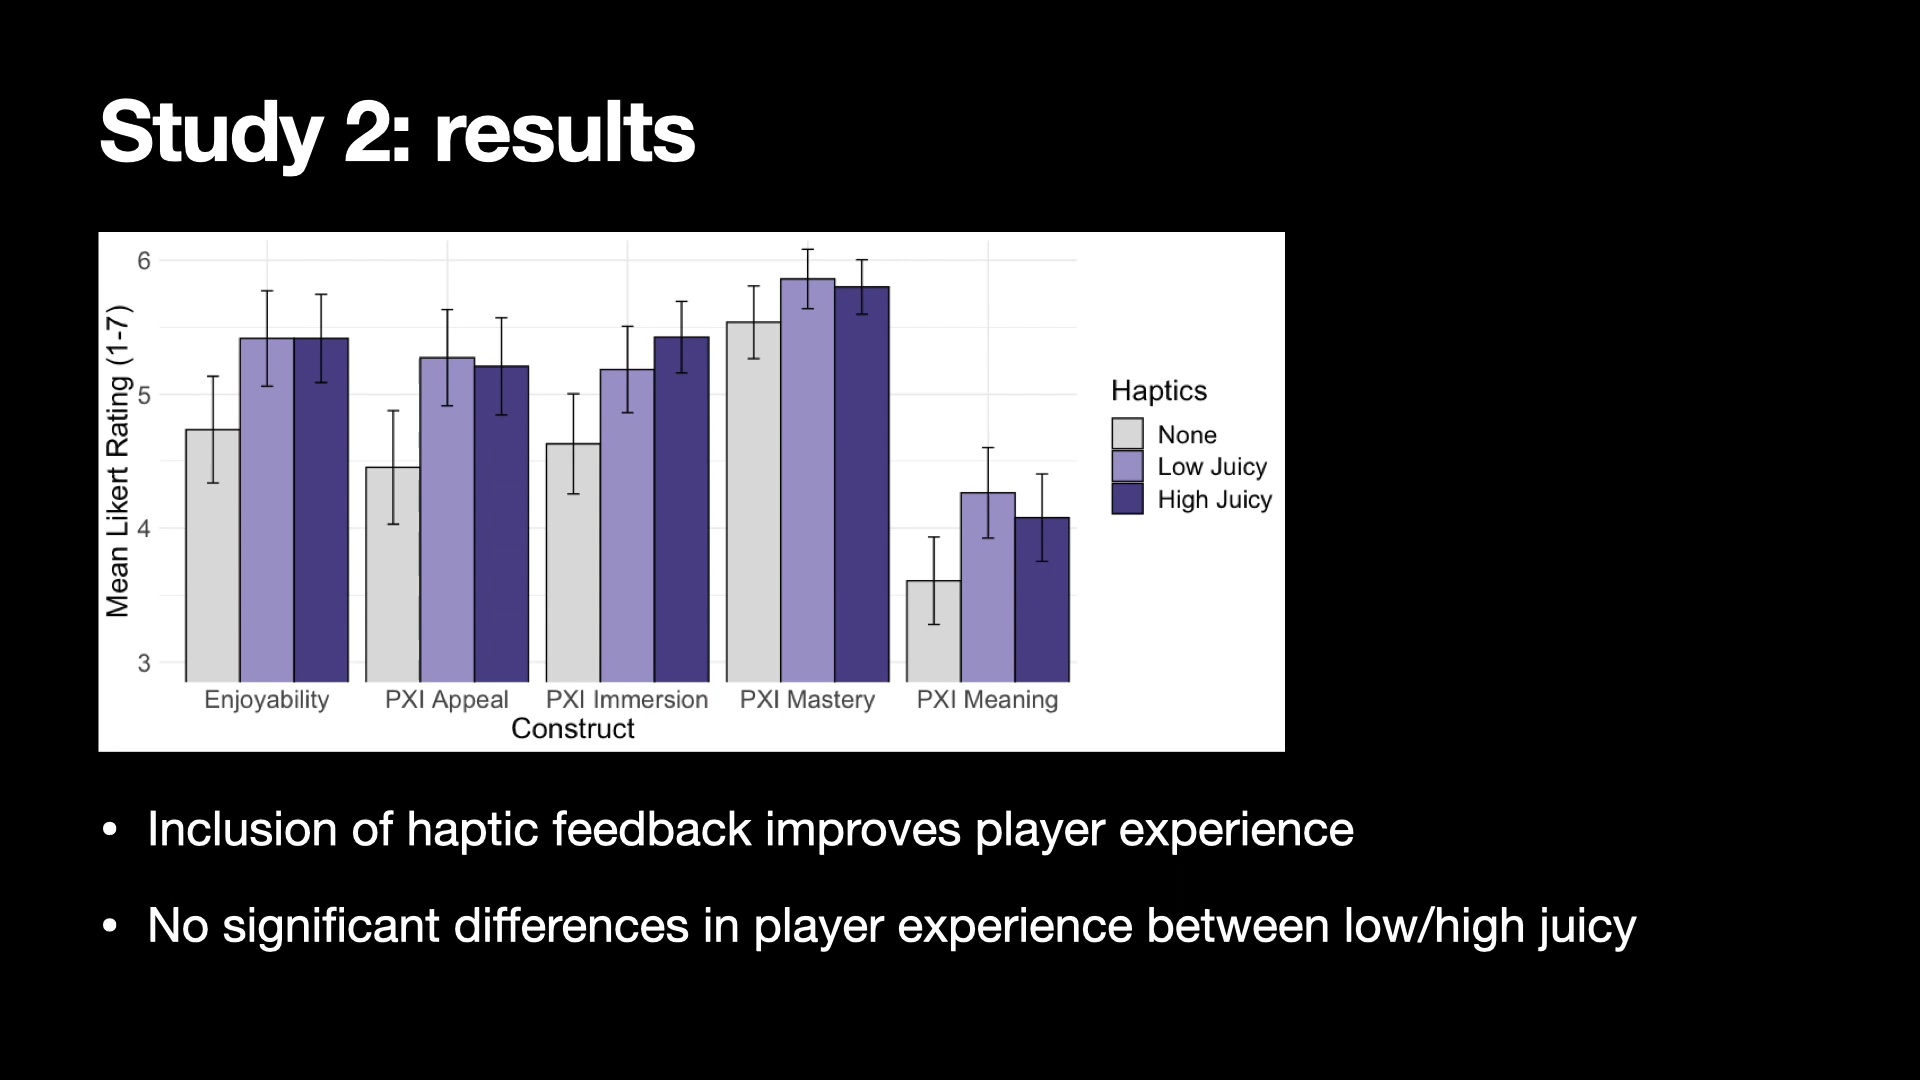 Study 2: results
Mean Likert Rating (1-7)
6
5
4
3
Enjoyability PXI Appeal PXI Immersion PXI Mastery PXI Meaning
Construct
Haptics
None
Low Juicy
High Juicy
• Inclusion of haptic feedback improves player experience
• No significant differences in player experience between low/high juicy